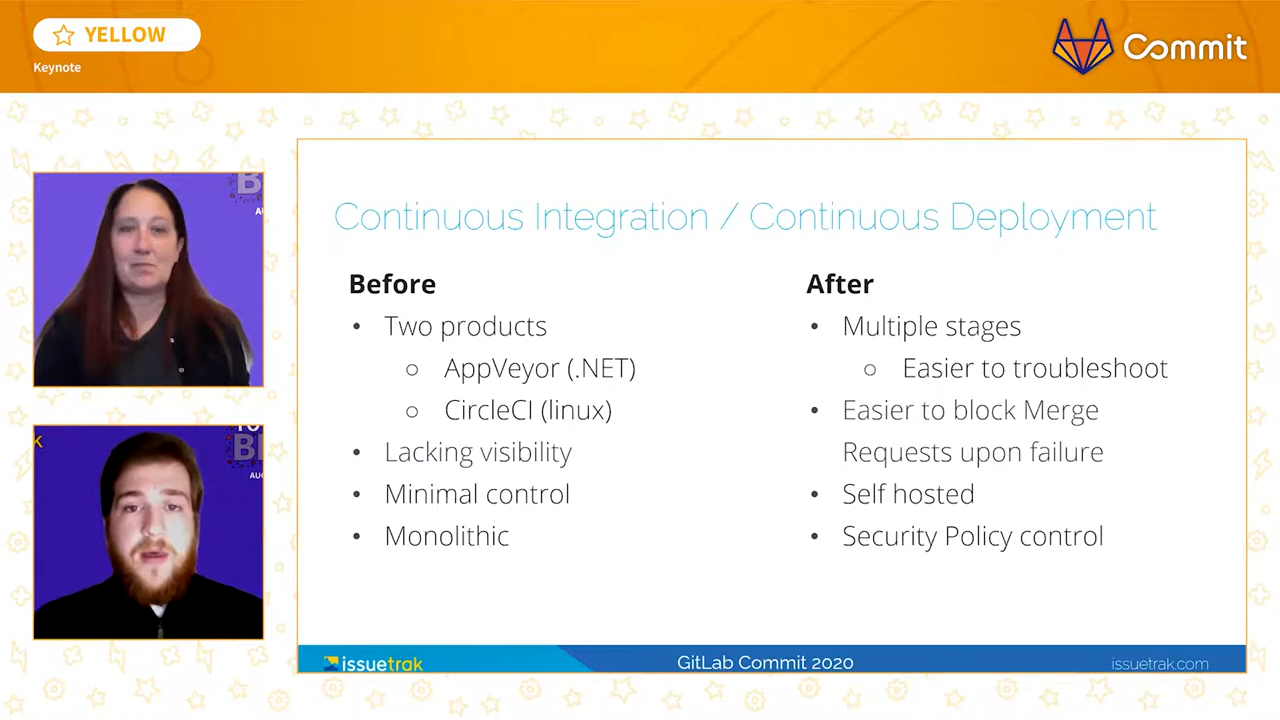 YELLOW
Keynote
Commit
B
Continuous Integration / Continuous Deployment
Before
• Two products
○ AppVeyor (.NET)
○ CircleCI (linux)
• Lacking visibility
• Minimal control
• Monolithic
After
• Multiple stages
○ Easier to troubleshoot
• Easier to block Merge
Requests upon failure
• Self hosted
• Security Policy control
issuetrak
GitLab Commit 2020
issuetrak.com